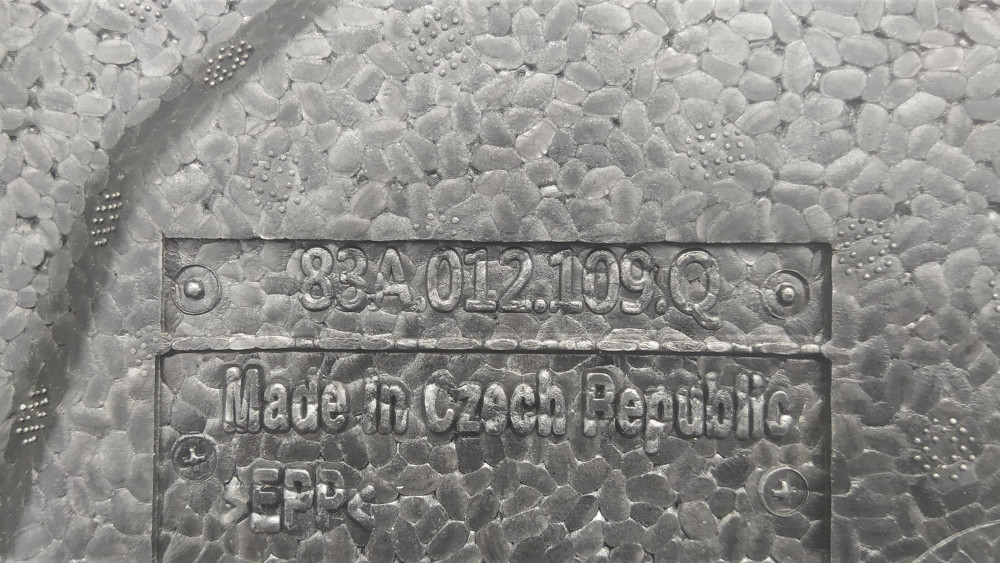 83A.012.109.Q
Made in Czech Republic
>EPP<